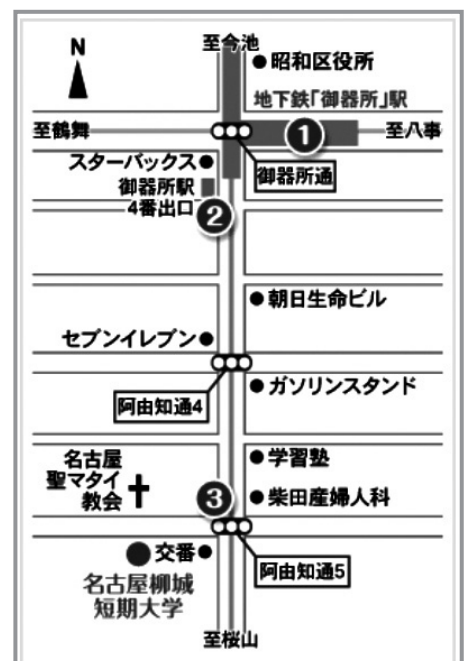 N
至今池
昭和区役所
地下鉄「御器所」駅
至鶴舞
1
至八事
スターバックス
御器所通
御器所駅
4番出口
2
朝日生命ビル
セブンイレブン
阿由知通4
ガソリンスタンド
名古屋
聖マタイ
教会
学習塾
3
柴田産婦人科
交番
阿由知通5
名古屋柳城
短期大学
至桜山